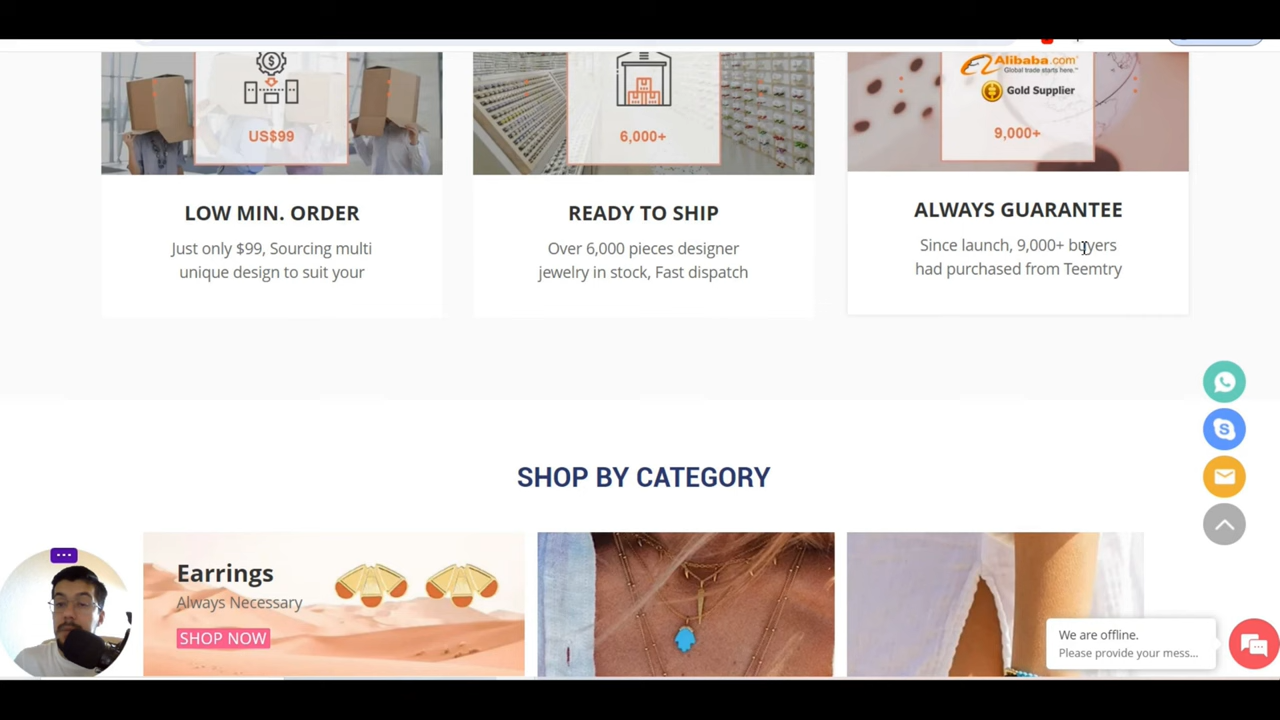 US$99
6,000+
Alibaba.com
Global trade starts here.™
Gold Supplier
9,000+
LOW MIN. ORDER
Just only $99, Sourcing multi
unique design to suit your
READY TO SHIP
Over 6,000 pieces designer
jewelry in stock, Fast dispatch
ALWAYS GUARANTEE
Since launch, 9,000+ buyers
had purchased from Teemtry
SHOP BY CATEGORY
Earrings
Always Necessary
SHOP NOW
We are offline.
Please provide your mess...